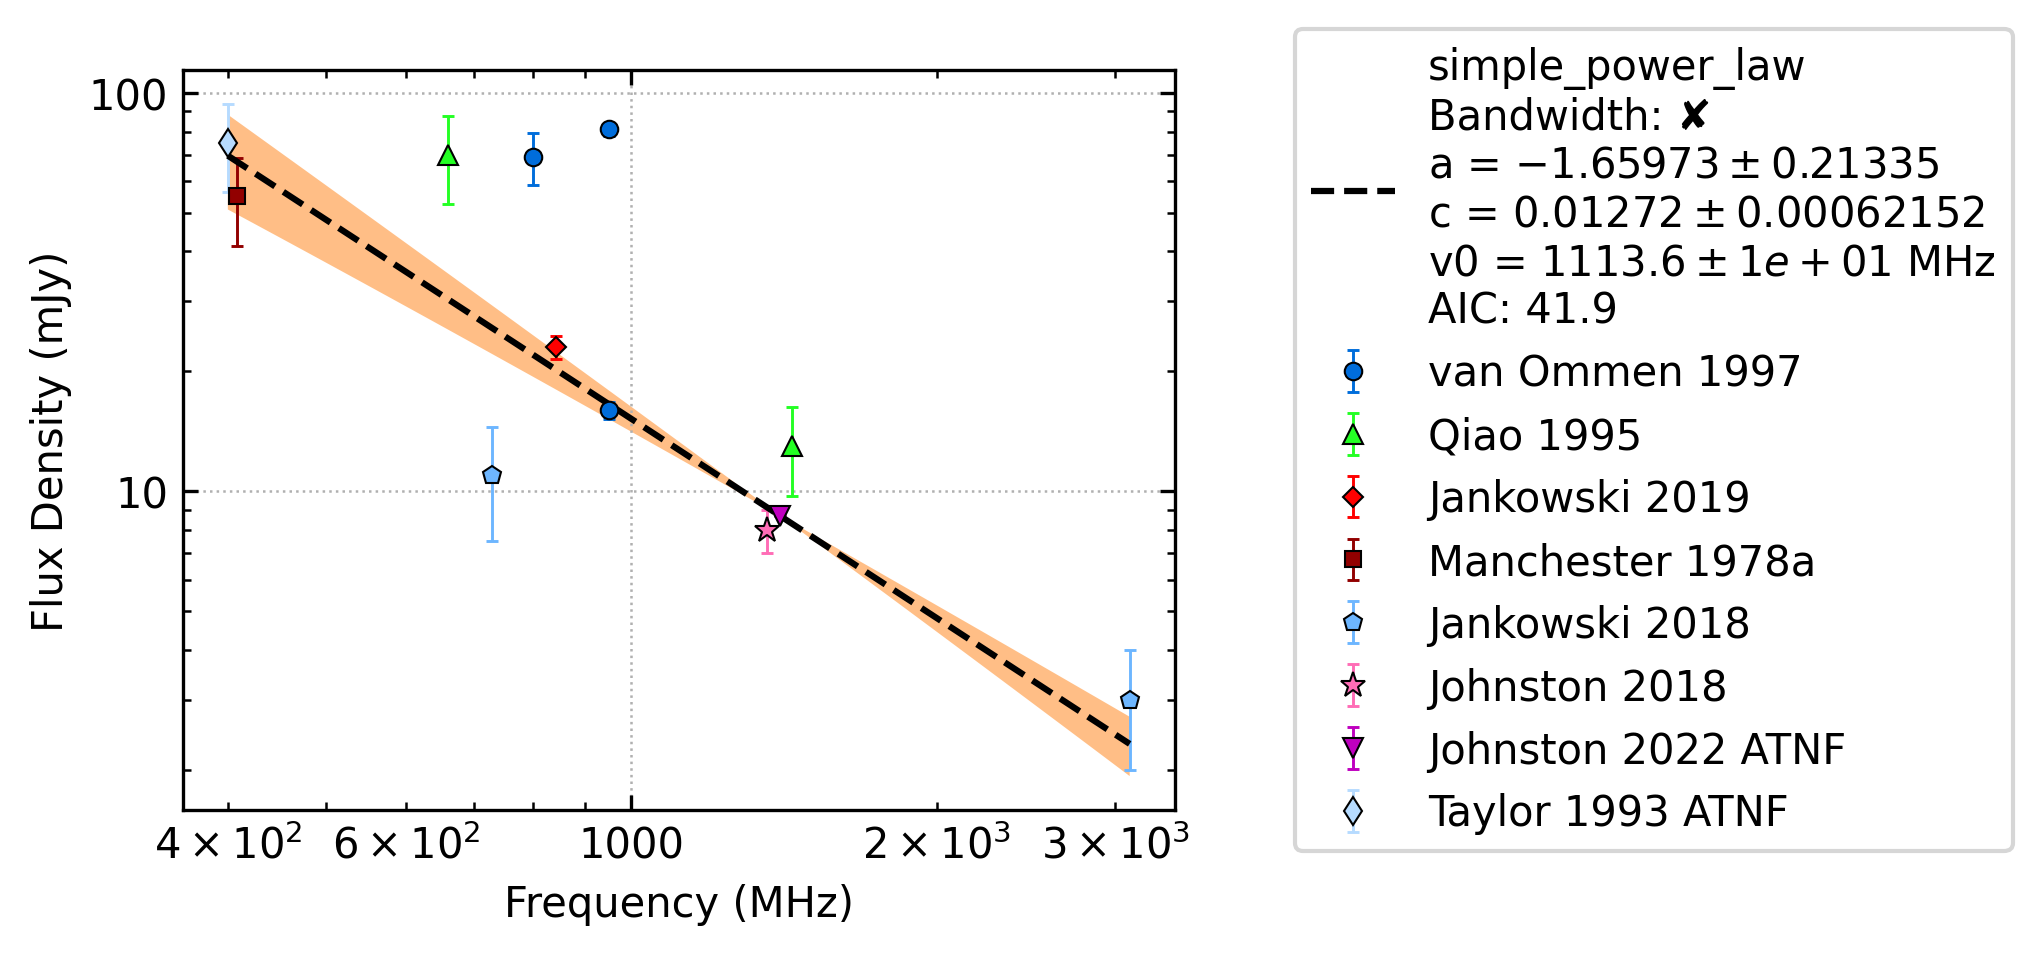 100
10
Flux Density (mJy)
4 × 10²
6 × 10²
1000
2 × 10³
3 × 10³
Frequency (MHz)
simple_power_law
Bandwidth: ✘
a = −1.65973 ± 0.21335
c = 0.01272 ± 0.00062152
v0 = 1113.6 ± 1e + 01 MHz
AIC: 41.9
van Ommen 1997
Qiao 1995
Jankowski 2019
Manchester 1978a
Jankowski 2018
Johnston 2018
Johnston 2022 ATNF
Taylor 1993 ATNF